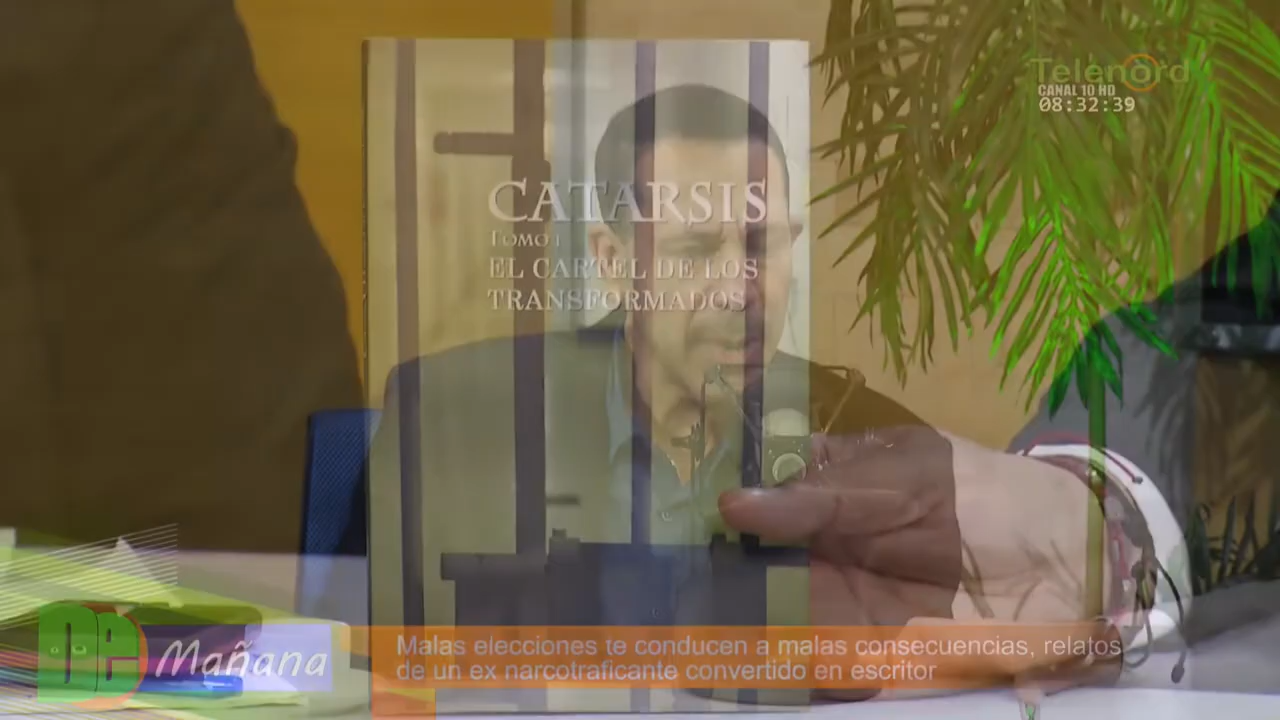 Telenord
CANAL 10 HD
08:32:39
CATARSIS
TOMO I
EL CARTEL DE LOS
TRANSFORMADOS
De
Mañana
Malas elecciones te conducen a malas consecuencias, relatos
de un ex narcotraficante convertido en escritor